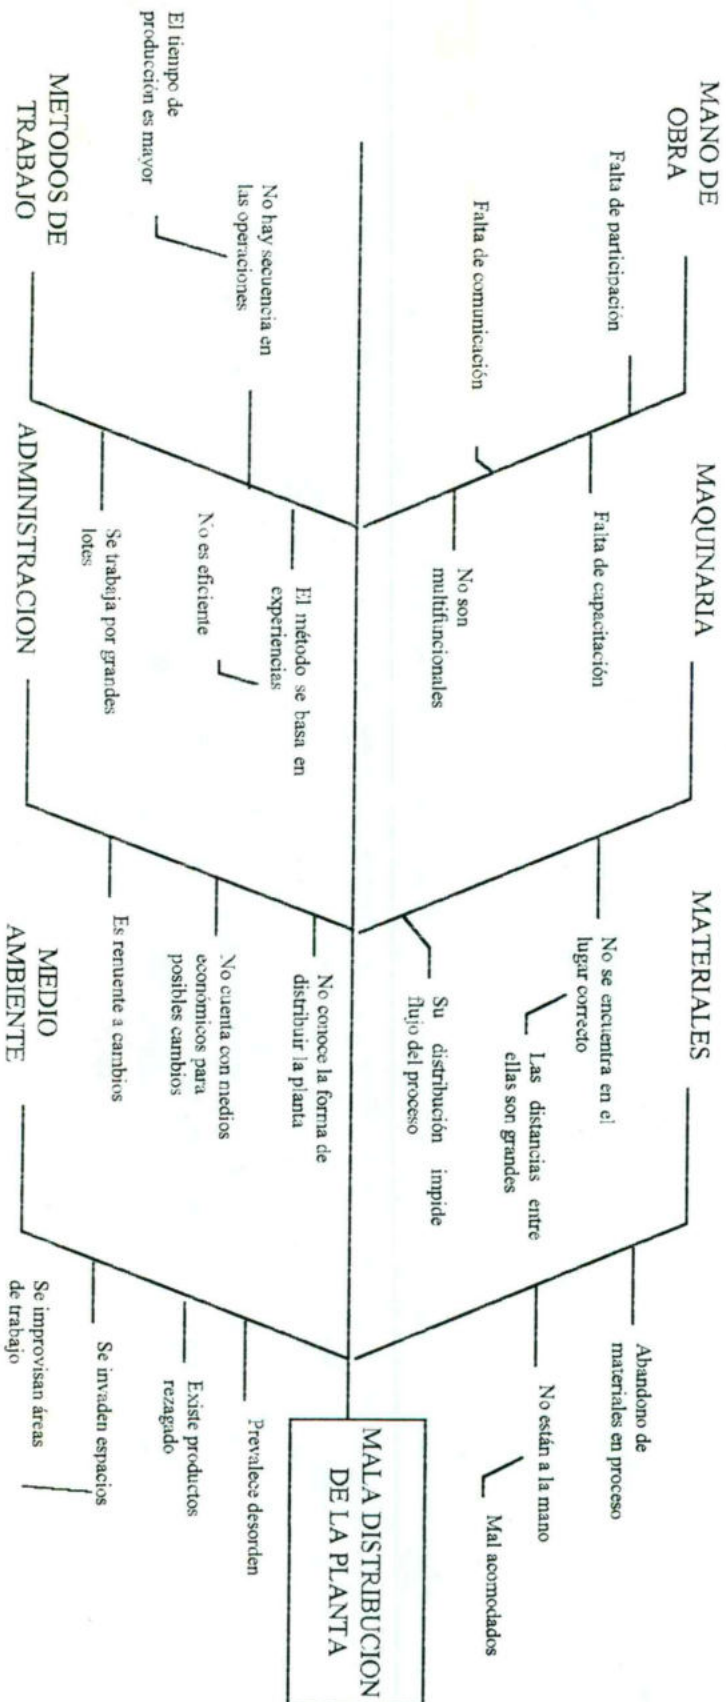 MANO DE
OBRA
Falta de participación
Falta de comunicación
Falta de capacitación
No son
multifuncionales
MAQUINARIA
No se encuentra en el
lugar correcto
Las distancias entre
ellas son grandes
Su distribución impide
flujo del proceso
MATERIALES
Abandono de
materiales en proceso
No están a la mano
Mal acomodados
MALA DISTRIBUCION
DE LA PLANTA
METODOS DE
TRABAJO
El tiempo de
producción es mayor
No hay secuencia en
las operaciones
El método se basa en
experiencias
No es eficiente
Se trabaja por grandes
lotes
ADMINISTRACION
No conoce la forma de
distribuir la planta
No cuenta con medios
económicos para
posibles cambios
Es renuente a cambios
MEDIO
AMBIENTE
Prevalece desorden
Existe productos
rezagado
Se invaden espacios
Se improvisan áreas
de trabajo